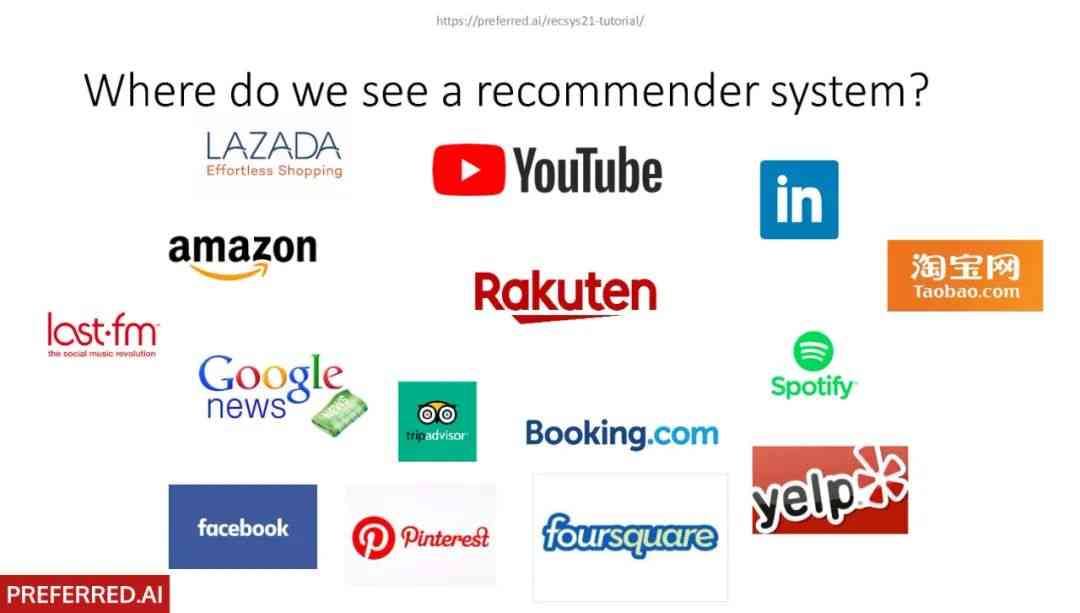 https://preferred.ai/recsys21-tutorial/
Where do we see a recommender system?
LAZADA
Effortless Shopping
YouTube
in
amazon
淘宝网
Taobao.com
Rakuten
last·fm
the social music revolution
Google
news
Spotify
tripadvisor
Booking.com
yelp
facebook
Pinterest
foursquare
PREFERRED.AI